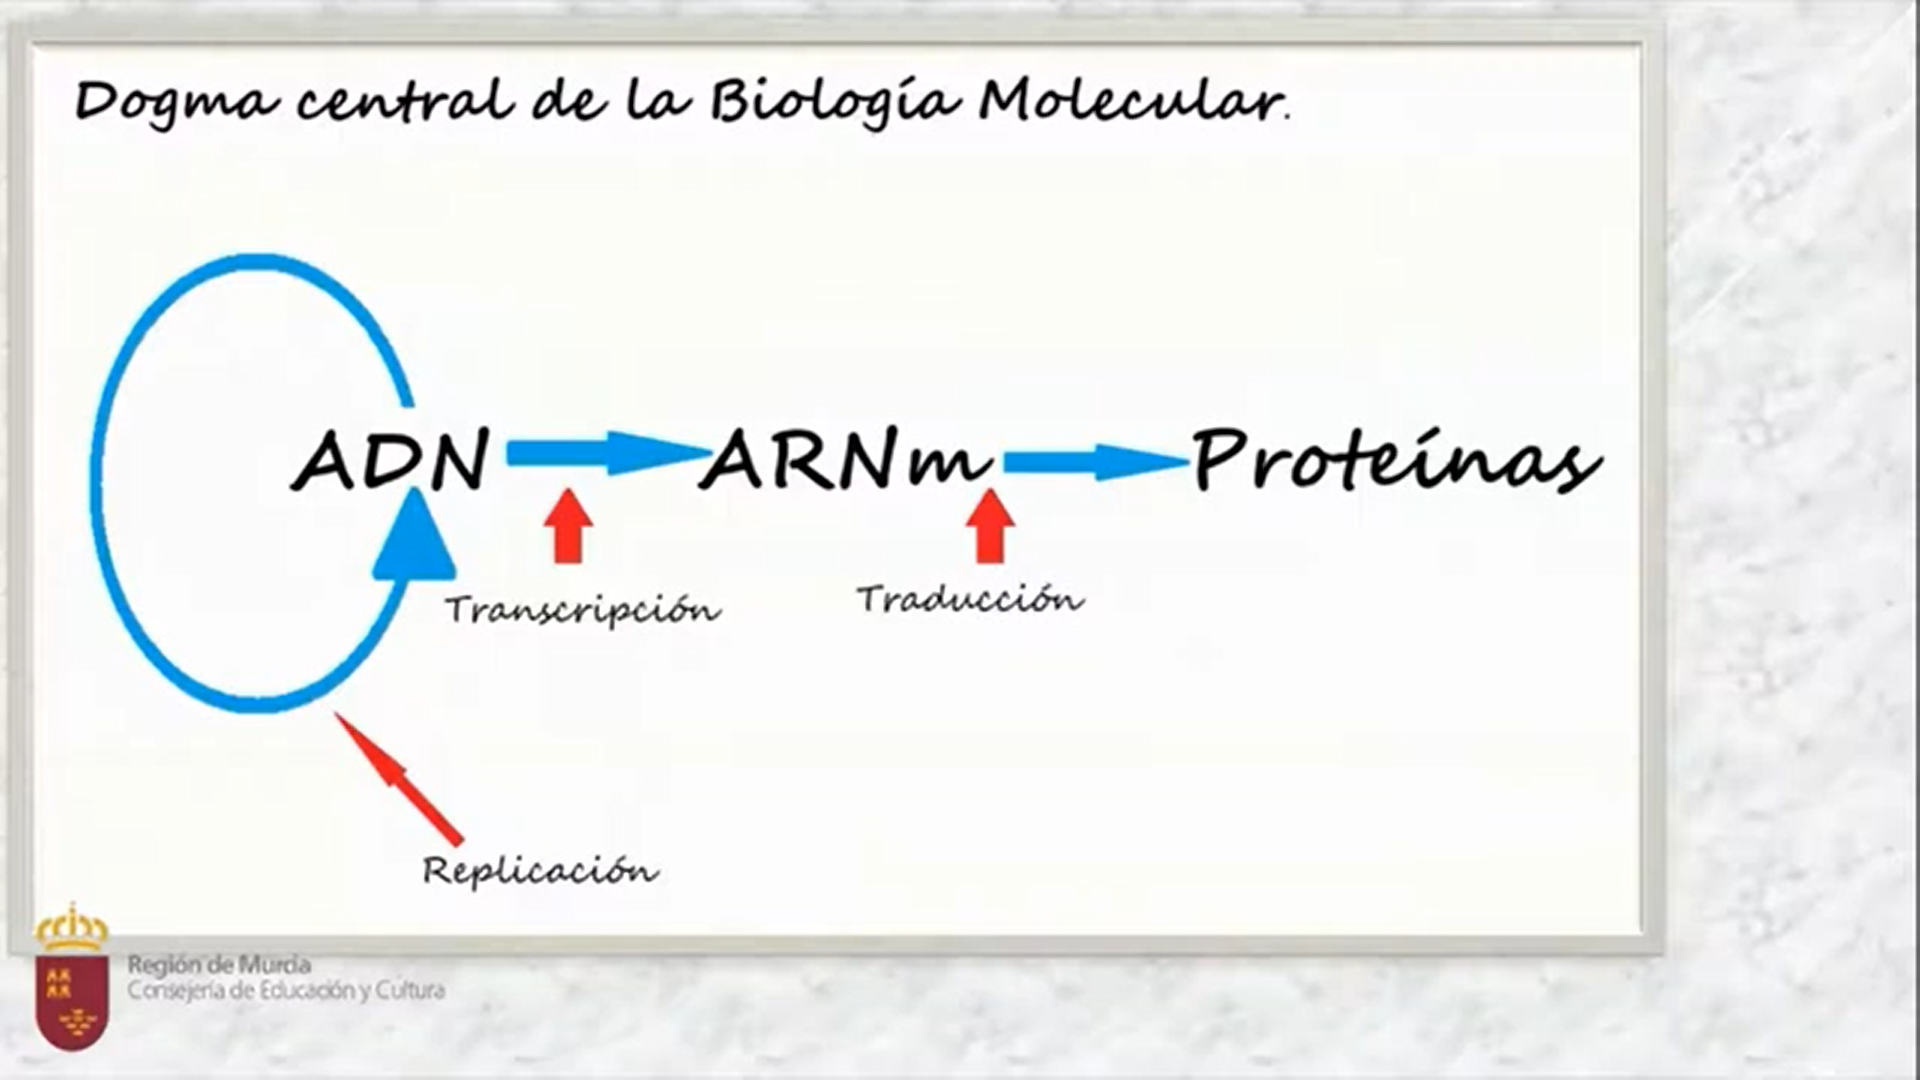 Dogma central de la Biología Molecular.
ADN ARNm Proteínas
Transcripción Traducción
Replicación
Región de Murcia
Consejería de Educación y Cultura